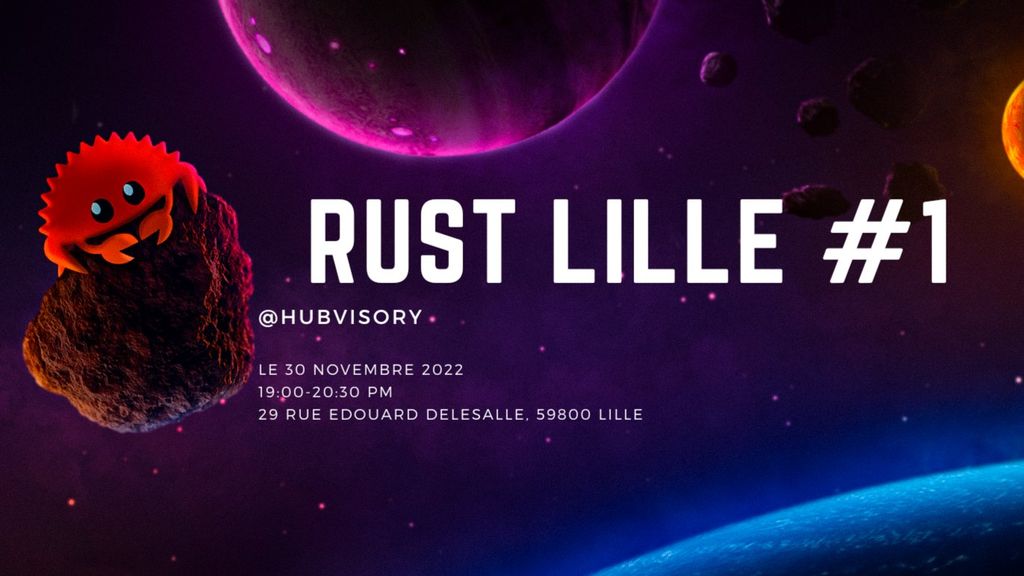 RUST LILLE #1
@HUBVISORY
LE 30 NOVEMBRE 2022
19:00-20:30 PM
29 RUE EDOUARD DELESALLE, 59800 LILLE